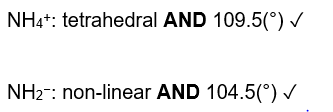 NH₄⁺: tetrahedral AND 109.5(°) ✓
NH₂⁻: non-linear AND 104.5(°) ✓